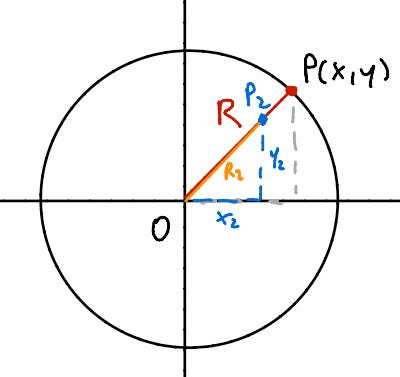 P(x,y)
P₂
R
R₂
y₂
x₂
O